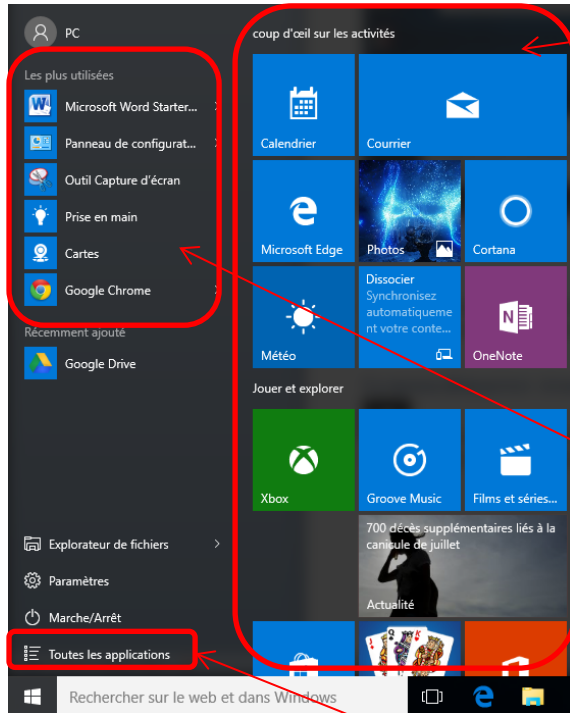 PC
Les plus utilisées
Microsoft Word Starter...
Panneau de configurat...
Outil Capture d'écran
Prise en main
Cartes
Google Chrome
Récemment ajouté
Google Drive
Explorateur de fichiers
Paramètres
Marche/Arrêt
Toutes les applications
Rechercher sur le web et dans Windows
coup d'œil sur les activités
Calendrier
Courrier
Microsoft Edge
Photos
Cortana
Météo
Dissocier
Synchronisez
automatiqueme
nt votre conte...
OneNote
Jouer et explorer
Xbox
Groove Music
Films et séries...
700 décès supplémentaires liés à la
canicule de juillet
Actualité